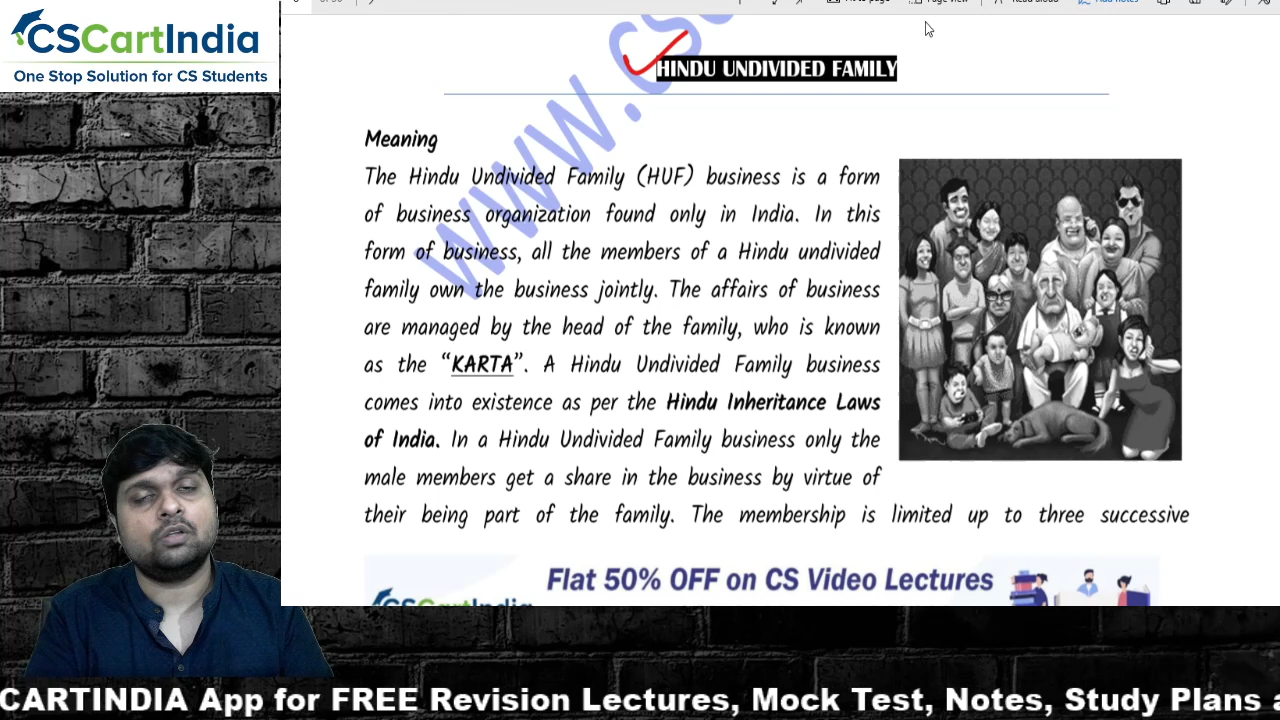 CSCartIndia
One Stop Solution for CS Students
HINDU UNDIVIDED FAMILY
Meaning
The Hindu Undivided Family (HUF) business is a form
of business organization found only in India. In this
form of business, all the members of a Hindu undivided
family own the business jointly. The affairs of business
are managed by the head of the family, who is known
as the “KARTA”. A Hindu Undivided Family business
comes into existence as per the Hindu Inheritance Laws
of India. In a Hindu Undivided Family business only the
male members get a share in the business by virtue of
their being part of the family. The membership is limited up to three successive
www.cs
Flat 50% OFF on CS Video Lectures
CSCartIndia
CARTINDIA App for FREE Revision Lectures, Mock Test, Notes, Study Plans a